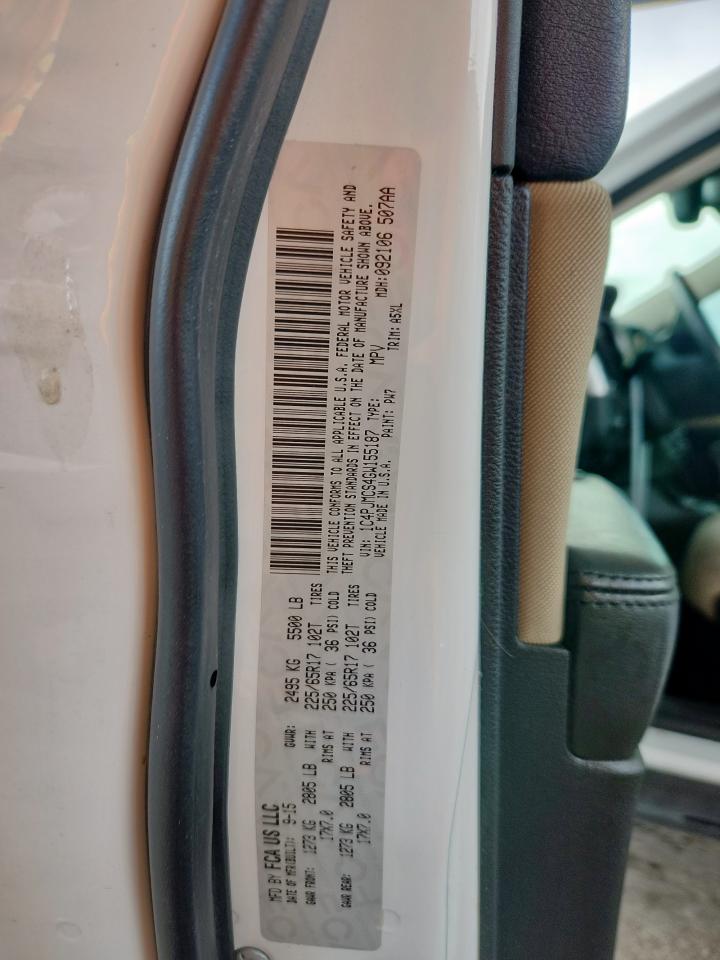 MFD BY FCA US LLC
DATE OF MFR(BUILT): 9-15 GVWR: 2495 KG 5500 LB
GAWR FRONT: 1273 KG 2805 LB WITH 225/65R17 102T TIRES
17X7.0 RIMS AT 250 KPA ( 36 PSI) COLD
GAWR REAR: 1273 KG 2805 LB WITH 225/65R17 102T TIRES
17X7.0 RIMS AT 250 KPA ( 36 PSI) COLD
THIS VEHICLE CONFORMS TO ALL APPLICABLE U.S.A. FEDERAL MOTOR VEHICLE SAFETY AND
THEFT PREVENTION STANDARDS IN EFFECT ON THE DATE OF MANUFACTURE SHOWN ABOVE.
VIN: 1C4PJMCS4GW155187 TYPE: MPV MDH:092106 507AA
VEHICLE MADE IN U.S.A. PAINT: PW7 TRIM: A5XL